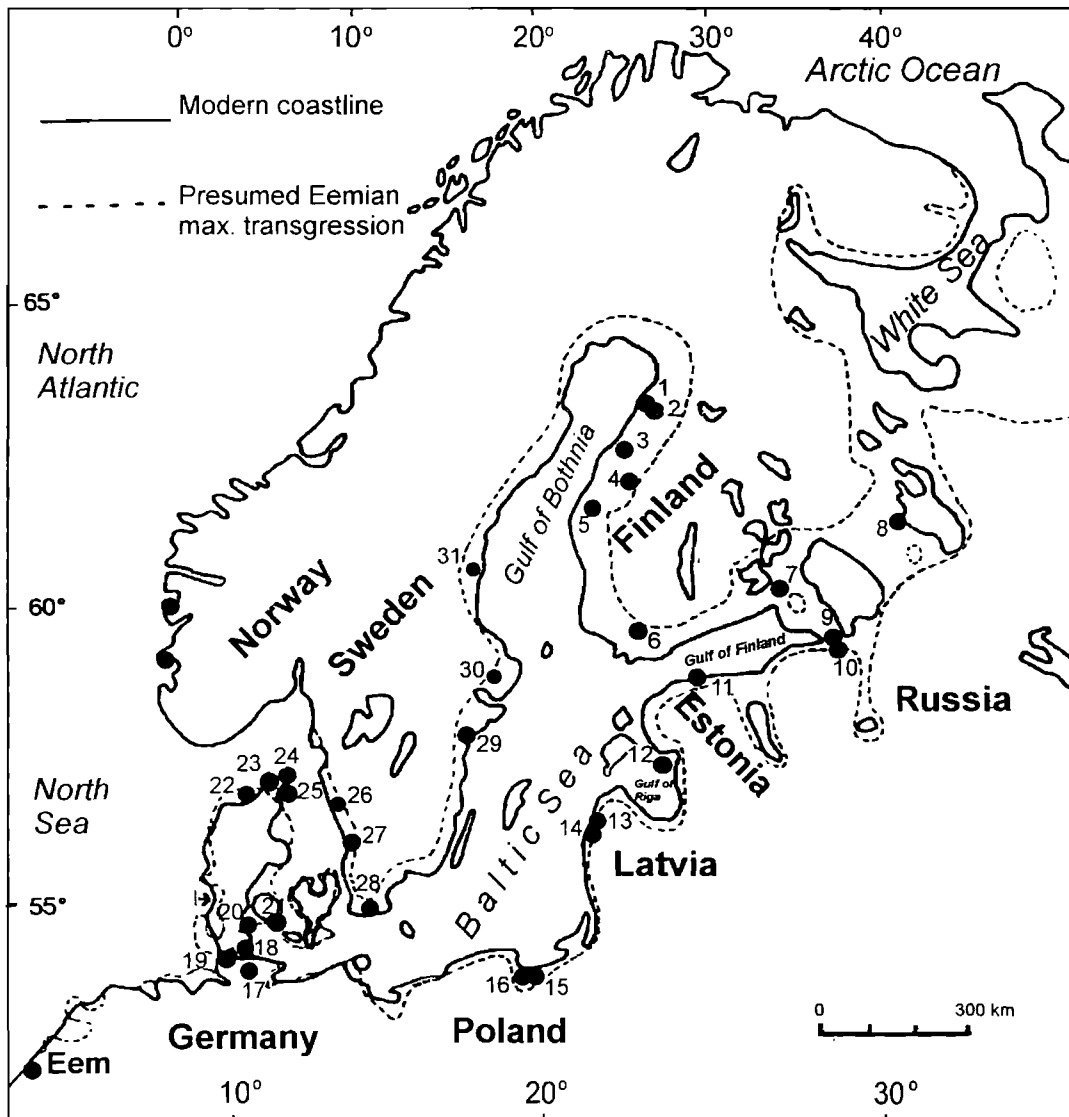 0° 10° 20° 30° 40°
Arctic Ocean
Modern coastline
Presumed Eemian
max. transgression
White Sea
65°
North
Atlantic
1
2
3
Gulf of Bothnia
4
Finland
5
8
31
7
60°
Norway
Sweden
6
9
Gulf of Finland
10
30
11
Russia
Estonia
29
12
24
23
Gulf of
Riga
22
25
26
North
Sea
Baltic Sea
13
14
27
Latvia
28
55°
20
21
18
19
17
16
15
0 300 km
Germany
Poland
Eem
10° 20° 30°